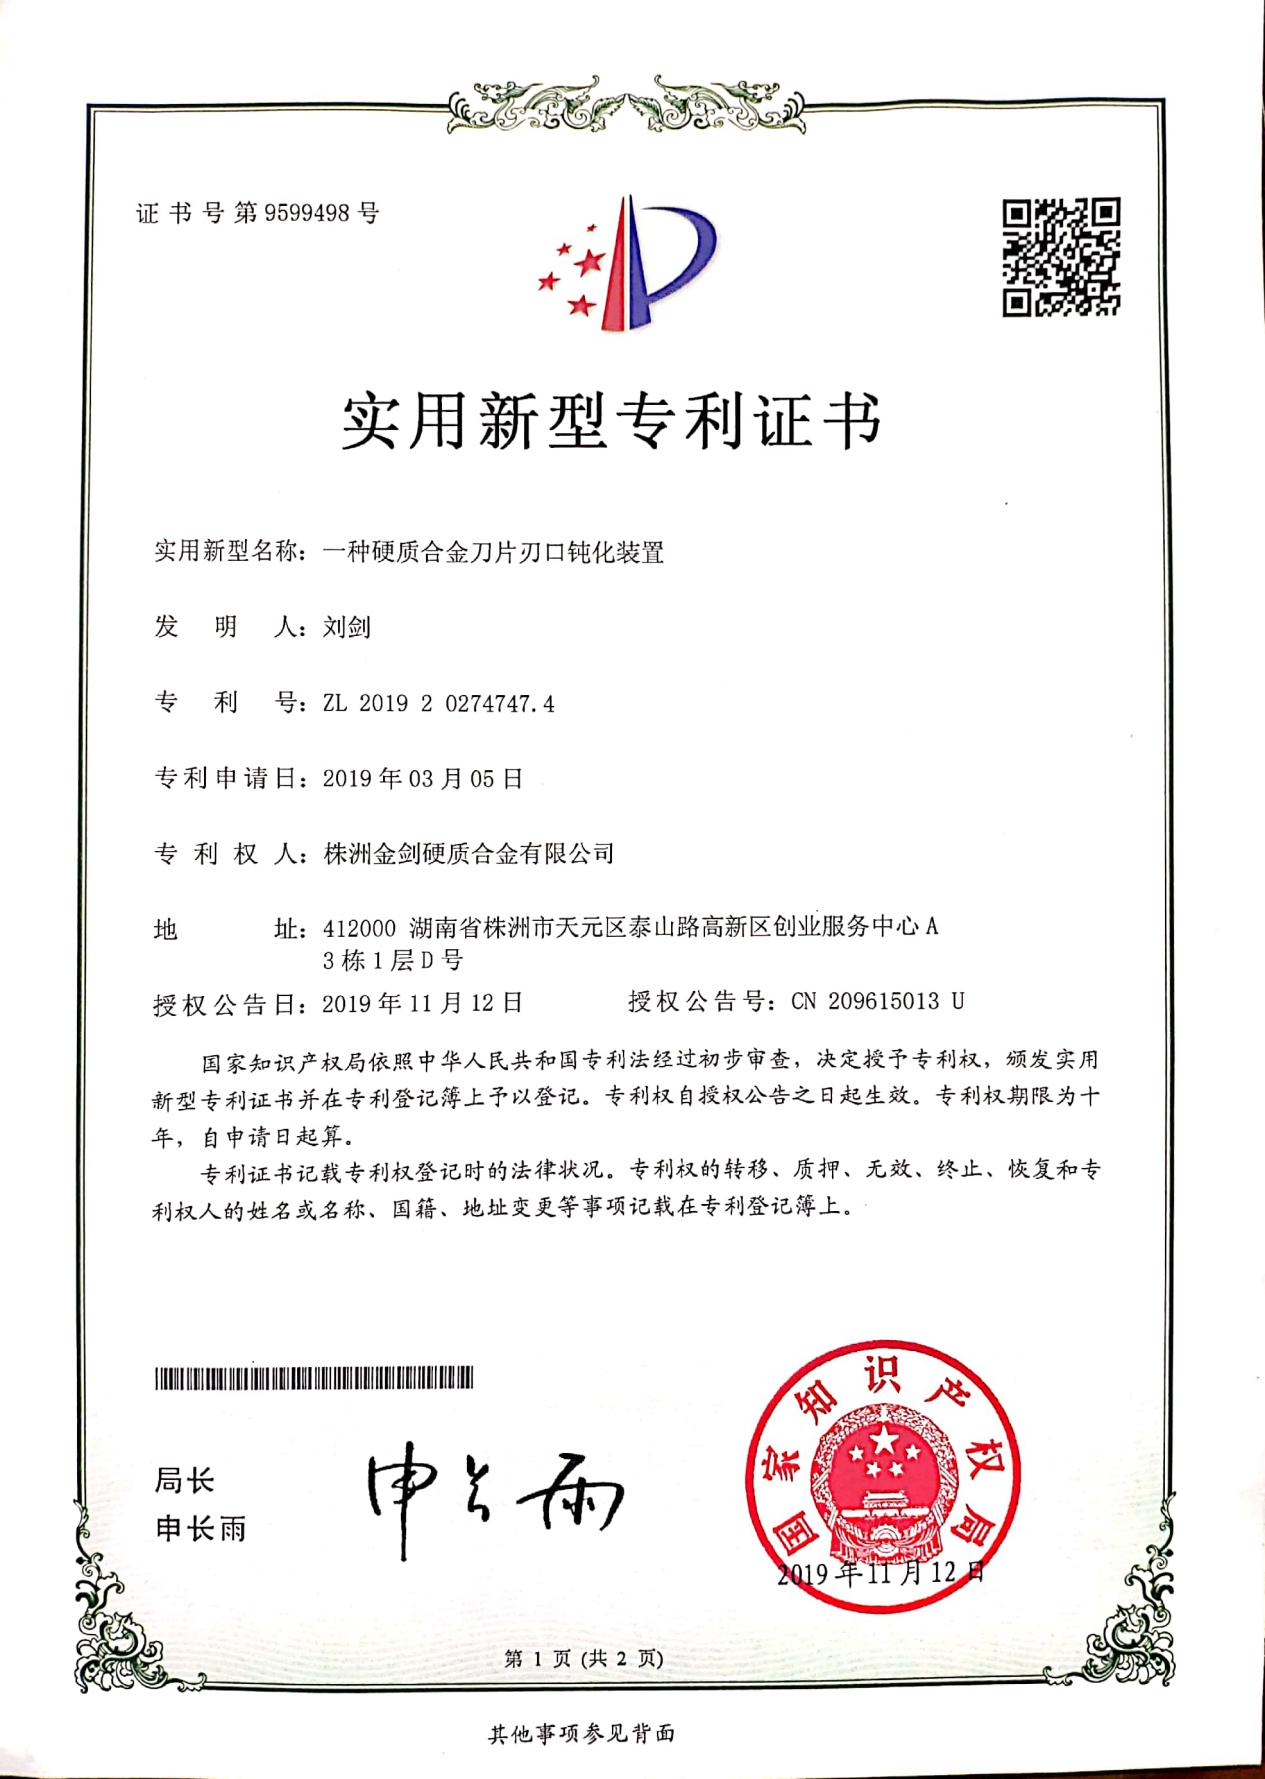 证书号第9599498号
实用新型专利证书
实用新型名称：一种硬质合金刀片刃口钝化装置
发明人：刘剑
专利号：ZL 2019 2 0274747.4
专利申请日：2019年03月05日
专利权人：株洲金剑硬质合金有限公司
地址：412000 湖南省株洲市天元区泰山路高新区创业服务中心A
3栋1层D号
授权公告日：2019年11月12日 授权公告号：CN 209615013 U
国家知识产权局依照中华人民共和国专利法经过初步审查，决定授予专利权，颁发实用
新型专利证书并在专利登记簿上予以登记。专利权自授权公告之日起生效。专利权期限为十
年，自申请日起算。
专利证书记载专利权登记时的法律状况。专利权的转移、质押、无效、终止、恢复和专
利权人的姓名或名称、国籍、地址变更等事项记载在专利登记簿上。
局长
申长雨
申长雨
国家知识产权局
2019年11月12日
第1页(共2页)
其他事项参见背面